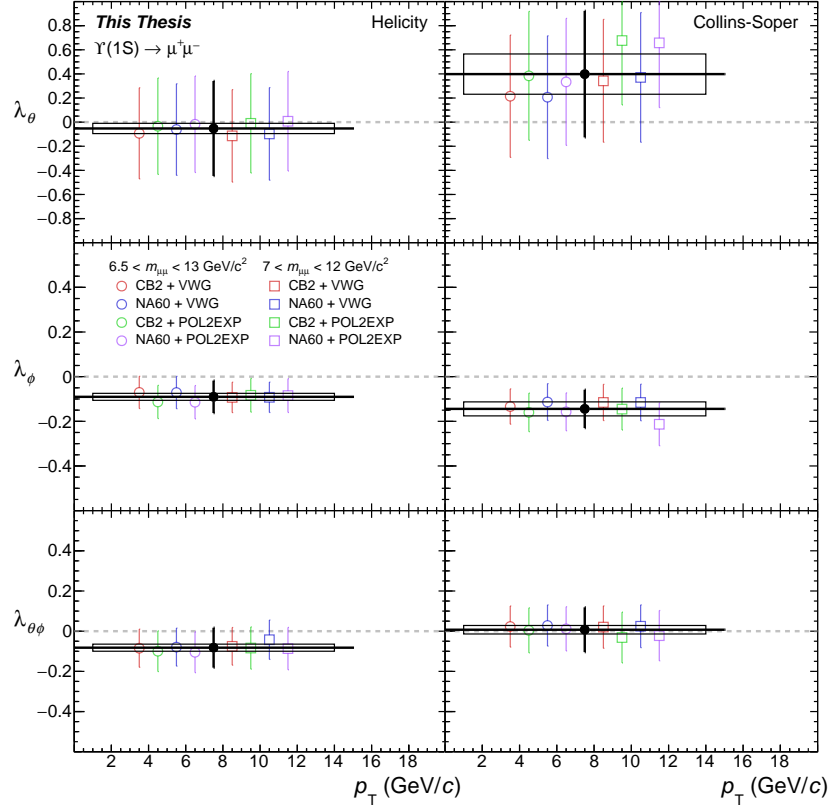 This Thesis
Helicity
Collins-Soper
ϒ(1S) → μ⁺μ⁻
λ_θ
0.8
0.6
0.4
0.2
0
−0.2
−0.4
−0.6
−0.8
6.5 < m_μμ < 13 GeV/c²
7 < m_μμ < 12 GeV/c²
CB2 + VWG
CB2 + VWG
NA60 + VWG
NA60 + VWG
CB2 + POL2EXP
CB2 + POL2EXP
NA60 + POL2EXP
NA60 + POL2EXP
λ_φ
0.4
0.2
0
−0.2
−0.4
λ_θφ
0.4
0.2
0
−0.2
−0.4
2 4 6 8 10 12 14 16 18
2 4 6 8 10 12 14 16 18 20
p_T (GeV/c)
p_T (GeV/c)